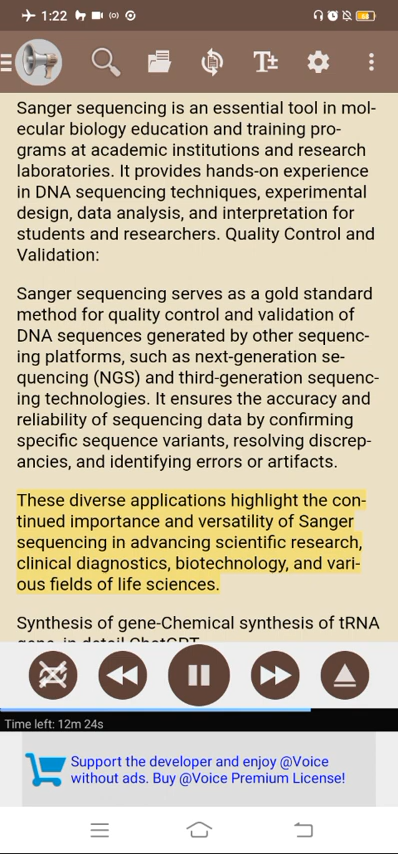 1:22
T±
Sanger sequencing is an essential tool in mol-
ecular biology education and training pro-
grams at academic institutions and research
laboratories. It provides hands-on experience
in DNA sequencing techniques, experimental
design, data analysis, and interpretation for
students and researchers. Quality Control and
Validation:
Sanger sequencing serves as a gold standard
method for quality control and validation of
DNA sequences generated by other sequenc-
ing platforms, such as next-generation se-
quencing (NGS) and third-generation sequenc-
ing technologies. It ensures the accuracy and
reliability of sequencing data by confirming
specific sequence variants, resolving discrep-
ancies, and identifying errors or artifacts.
These diverse applications highlight the con-
tinued importance and versatility of Sanger
sequencing in advancing scientific research,
clinical diagnostics, biotechnology, and vari-
ous fields of life sciences.
Synthesis of gene-Chemical synthesis of tRNA
gene, in detail ChatGPT
Time left: 12m 24s
Support the developer and enjoy @Voice
without ads. Buy @Voice Premium License!